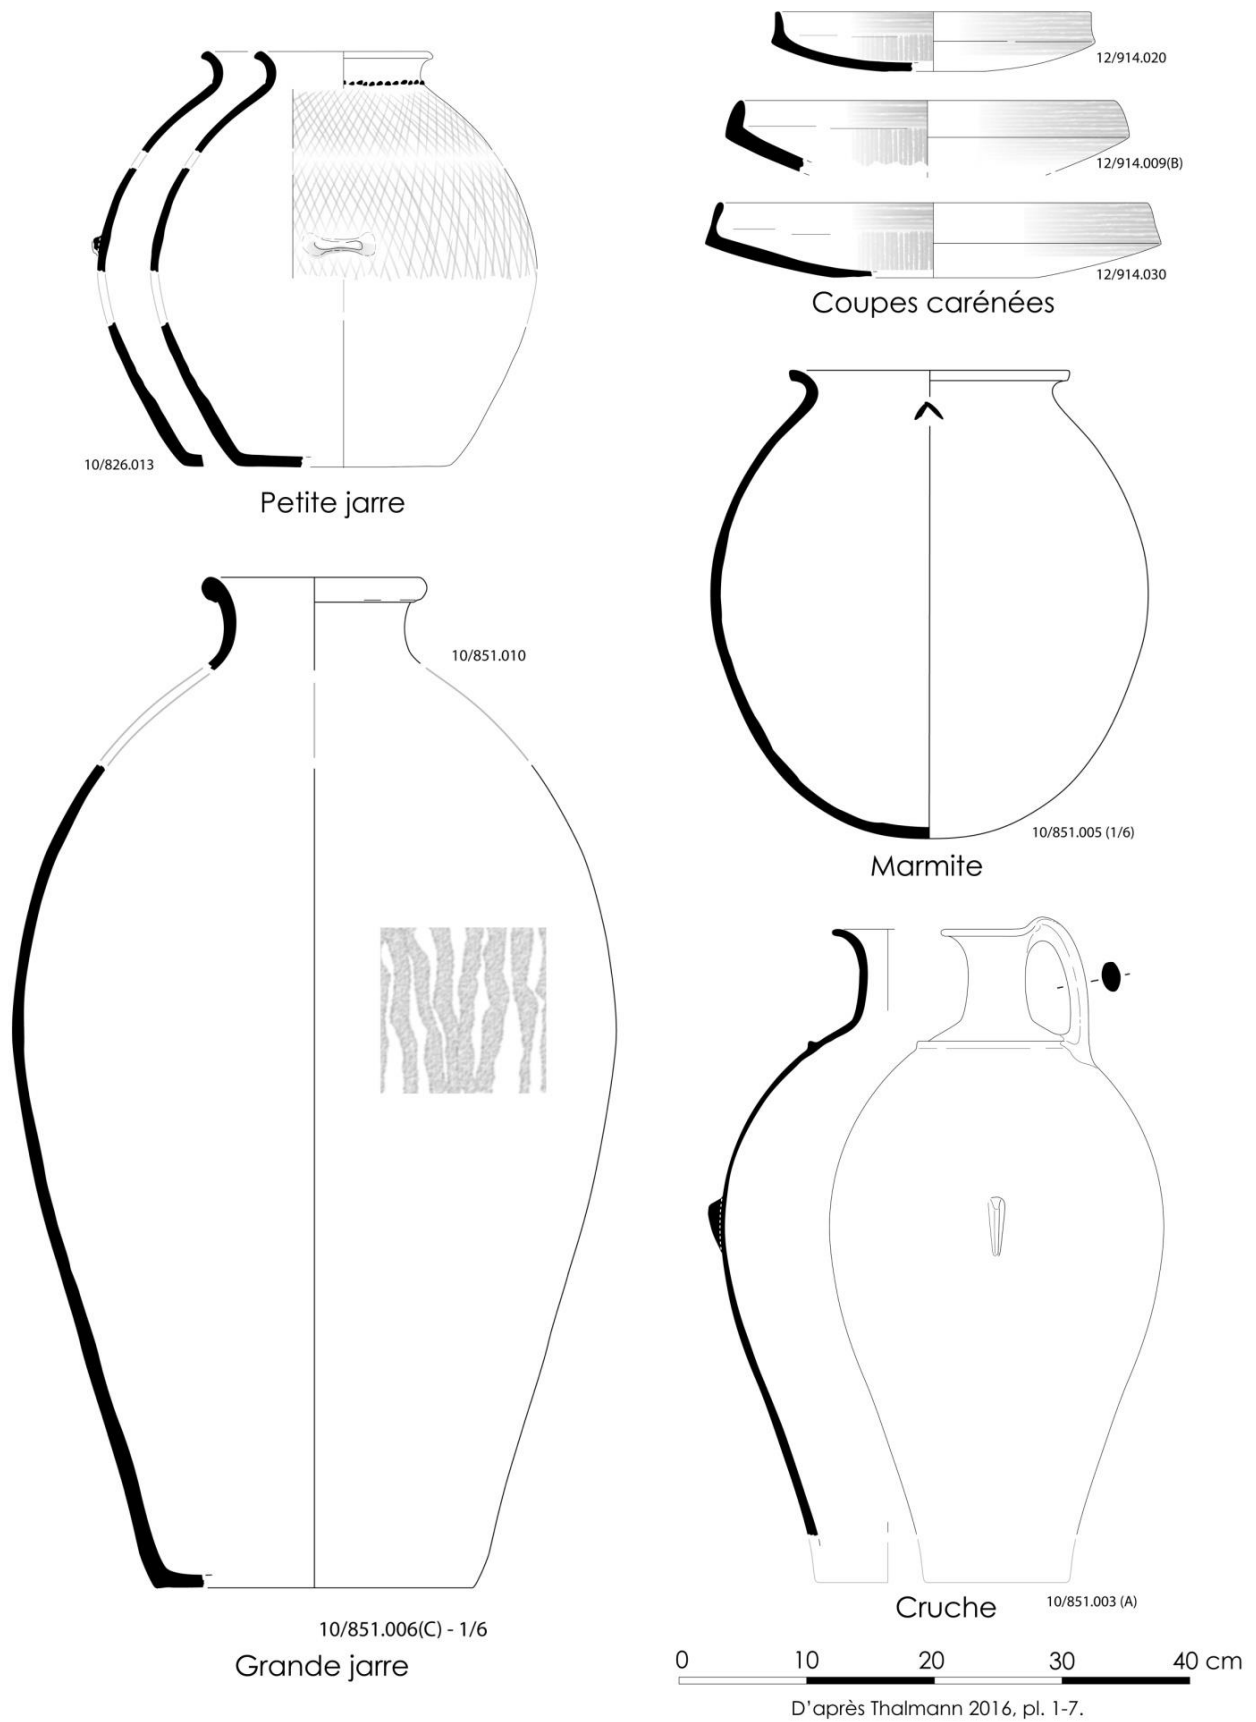 12/914.020
12/914.009(B)
12/914.030
Coupes carénées
10/826.013
Petite jarre
10/851.010
10/851.005 (1/6)
Marmite
10/851.006(C) - 1/6
Grande jarre
Cruche
10/851.003 (A)
0 10 20 30 40 cm
D'après Thalmann 2016, pl. 1-7.